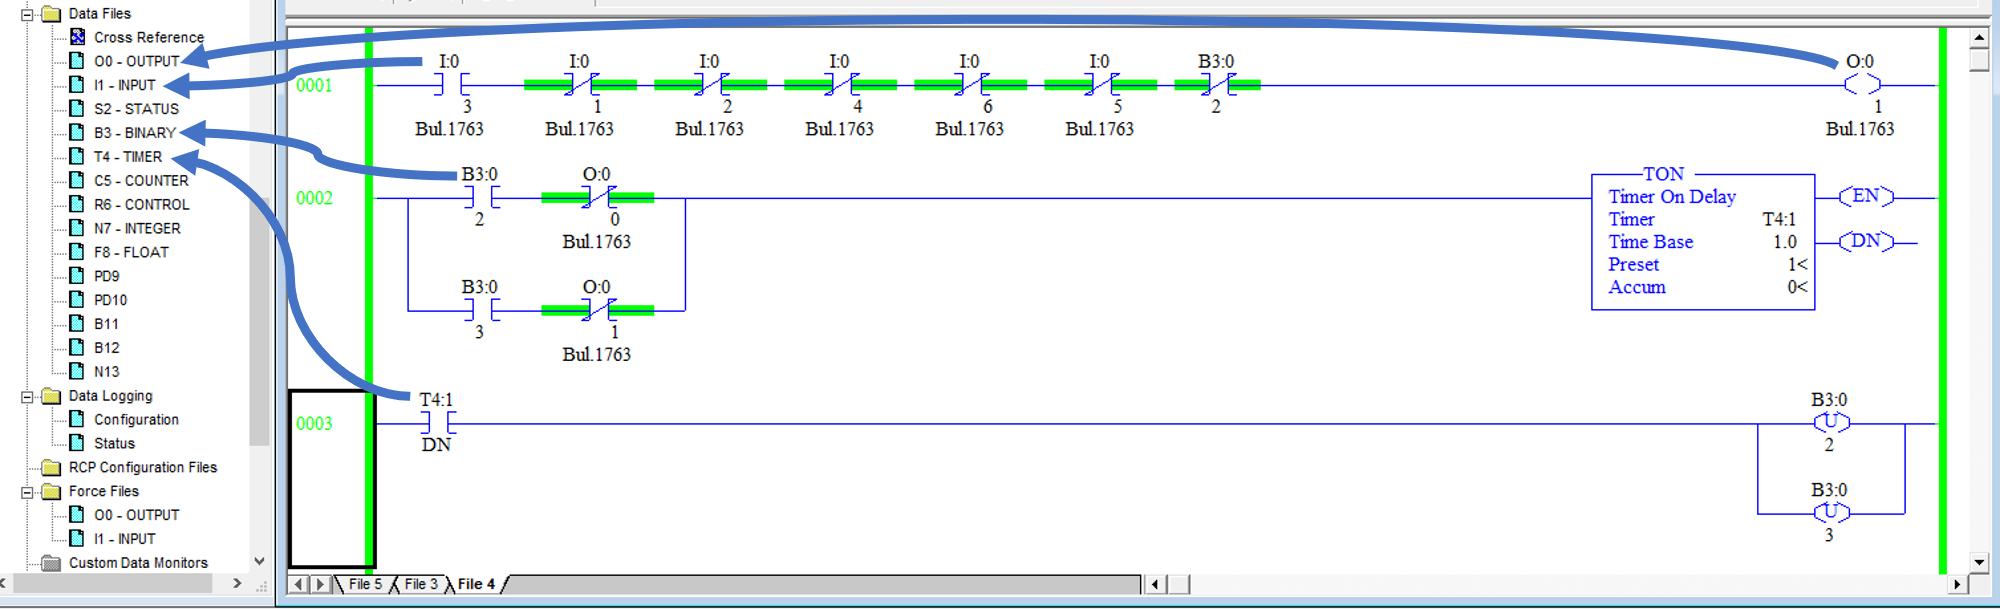 Data Files
Cross Reference
O0 - OUTPUT
I1 - INPUT
S2 - STATUS
B3 - BINARY
T4 - TIMER
C5 - COUNTER
R6 - CONTROL
N7 - INTEGER
F8 - FLOAT
PD9
PD10
B11
B12
N13
Data Logging
Configuration
Status
RCP Configuration Files
Force Files
O0 - OUTPUT
I1 - INPUT
Custom Data Monitors
I:0 I:0 I:0 I:0 I:0 I:0 B3:0 O:0
0001
3 1 2 4 6 5 2 1
Bul.1763 Bul.1763 Bul.1763 Bul.1763 Bul.1763 Bul.1763 Bul.1763
B3:0 O:0
0002
2 0
Bul.1763
B3:0 O:0
3 1
Bul.1763
TON
Timer On Delay
Timer T4:1
Time Base 1.0
Preset 1<
Accum 0<
EN
DN
T4:1 B3:0
0003 U
DN 2
B3:0
U
3
File 5 File 3 File 4